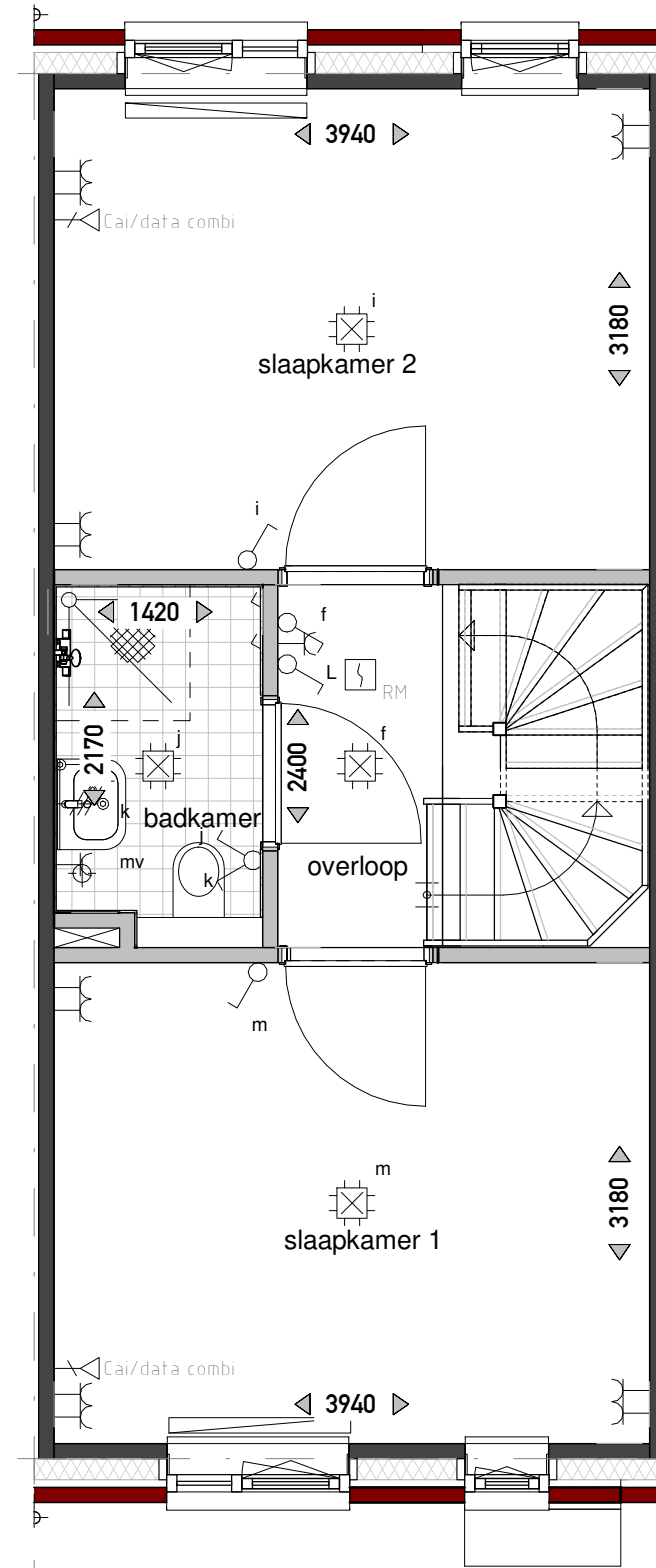 3940
Cai/data combi
3180
i
slaapkamer 2
i
1420
f
L
RM
2170
j
2400
f
k
badkamer
j
mv
k
overloop
m
m
3180
slaapkamer 1
Cai/data combi
3940